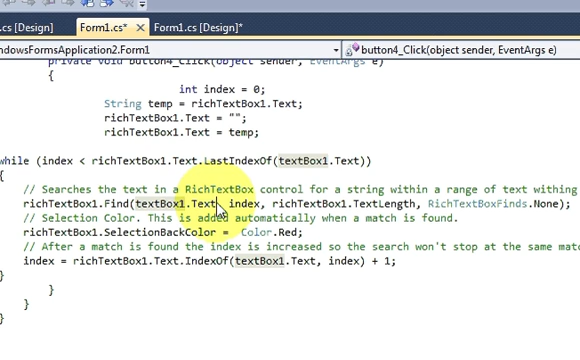 .cs [Design] Form1.cs* × Form1.cs [Design]*
ndowsFormsApplication2.Form1 button4_Click(object sender, EventArgs e)
private void button4_Click(object sender, EventArgs e)
{
int index = 0;
String temp = richTextBox1.Text;
richTextBox1.Text = "";
richTextBox1.Text = temp;
while (index < richTextBox1.Text.LastIndexOf(textBox1.Text))
{
// Searches the text in a RichTextBox control for a string within a range of text withing
richTextBox1.Find(textBox1.Text, index, richTextBox1.TextLength, RichTextBoxFinds.None);
// Selection Color. This is added automatically when a match is found.
richTextBox1.SelectionBackColor = Color.Red;
// After a match is found the index is increased so the search won't stop at the same mat
index = richTextBox1.Text.IndexOf(textBox1.Text, index) + 1;
}
}
}
}